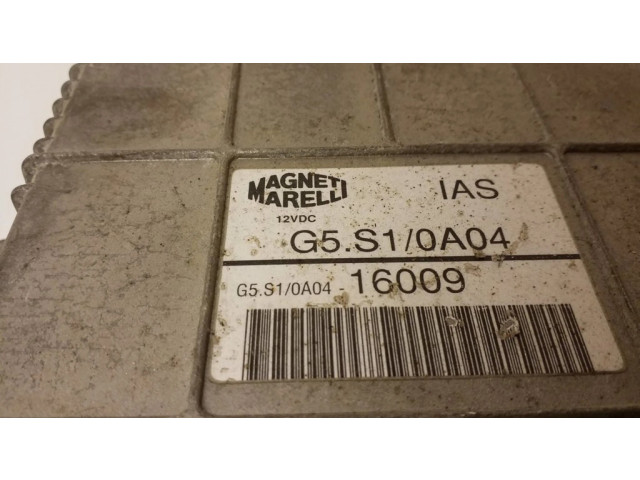 MAGNETI MARELLI IAS
12VDC
G5.S1/0A04
G5.S1/0A04 - 16009